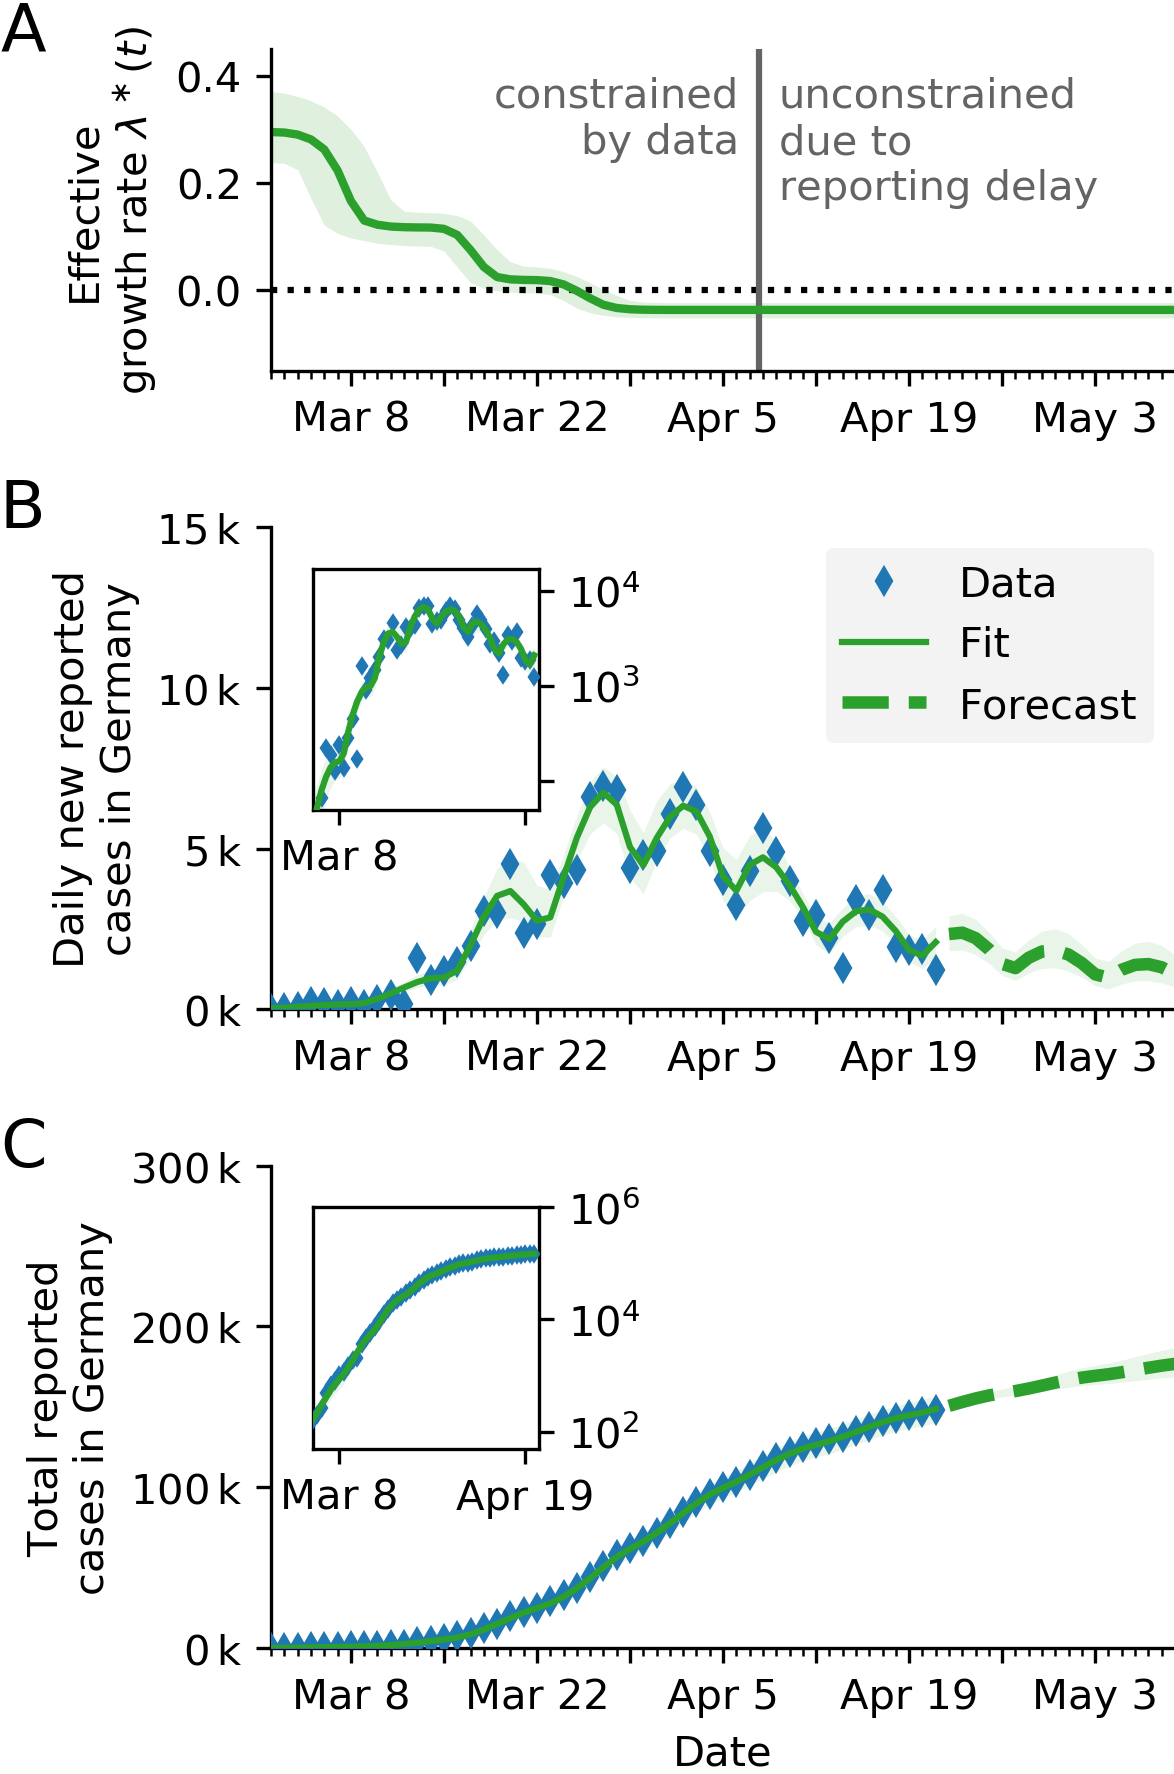 A
Effective
growth rate λ * (t)
0.4
0.2
0.0
constrained
by data
unconstrained
due to
reporting delay
Mar 8 Mar 22 Apr 5 Apr 19 May 3
B
Daily new reported
cases in Germany
15 k
10 k
5 k
0 k
10⁴
10³
Mar 8
Data
Fit
Forecast
Mar 8 Mar 22 Apr 5 Apr 19 May 3
C
Total reported
cases in Germany
300 k
200 k
100 k
0 k
10⁶
10⁴
10²
Mar 8 Apr 19
Mar 8 Mar 22 Apr 5 Apr 19 May 3
Date